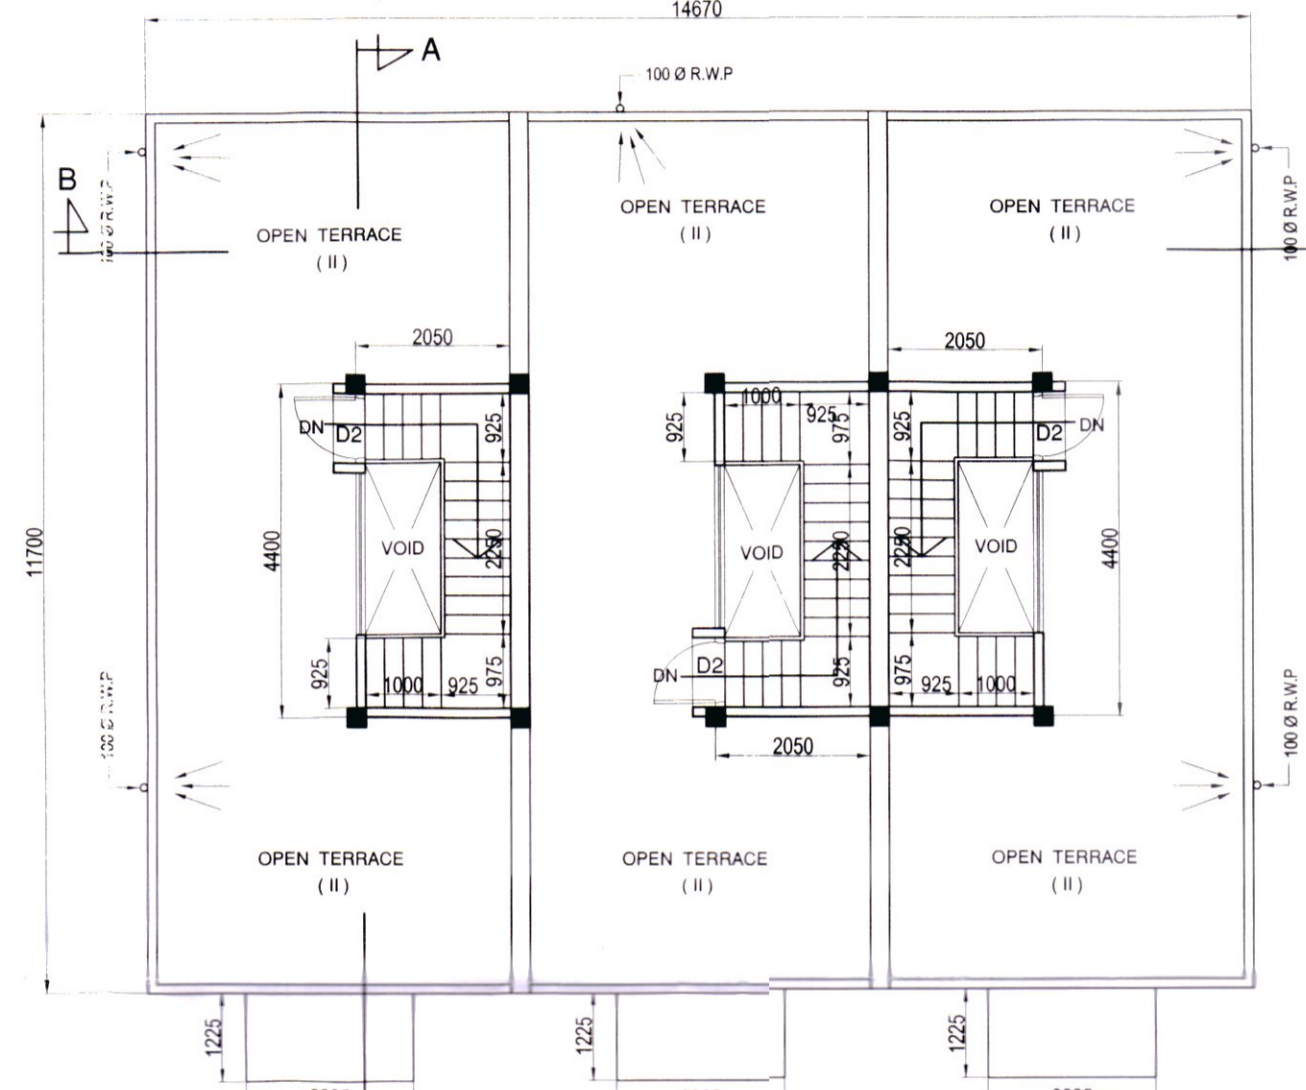 14670
A
100 Ø R.W.P
B
100 Ø R.W.P
100 Ø R.W.P
OPEN TERRACE
( II )
OPEN TERRACE
( II )
OPEN TERRACE
( II )
2050
2050
1000
925
925
925
975
925
DN
D2
D2
DN
11700
4400
VOID
2250
VOID
2250
2250
VOID
4400
925
1000
925
975
DN
D2
925
975
925
1000
2050
100 Ø R.W.P
100 Ø R.W.P
OPEN TERRACE
( II )
OPEN TERRACE
( II )
OPEN TERRACE
( II )
1225
1225
1225